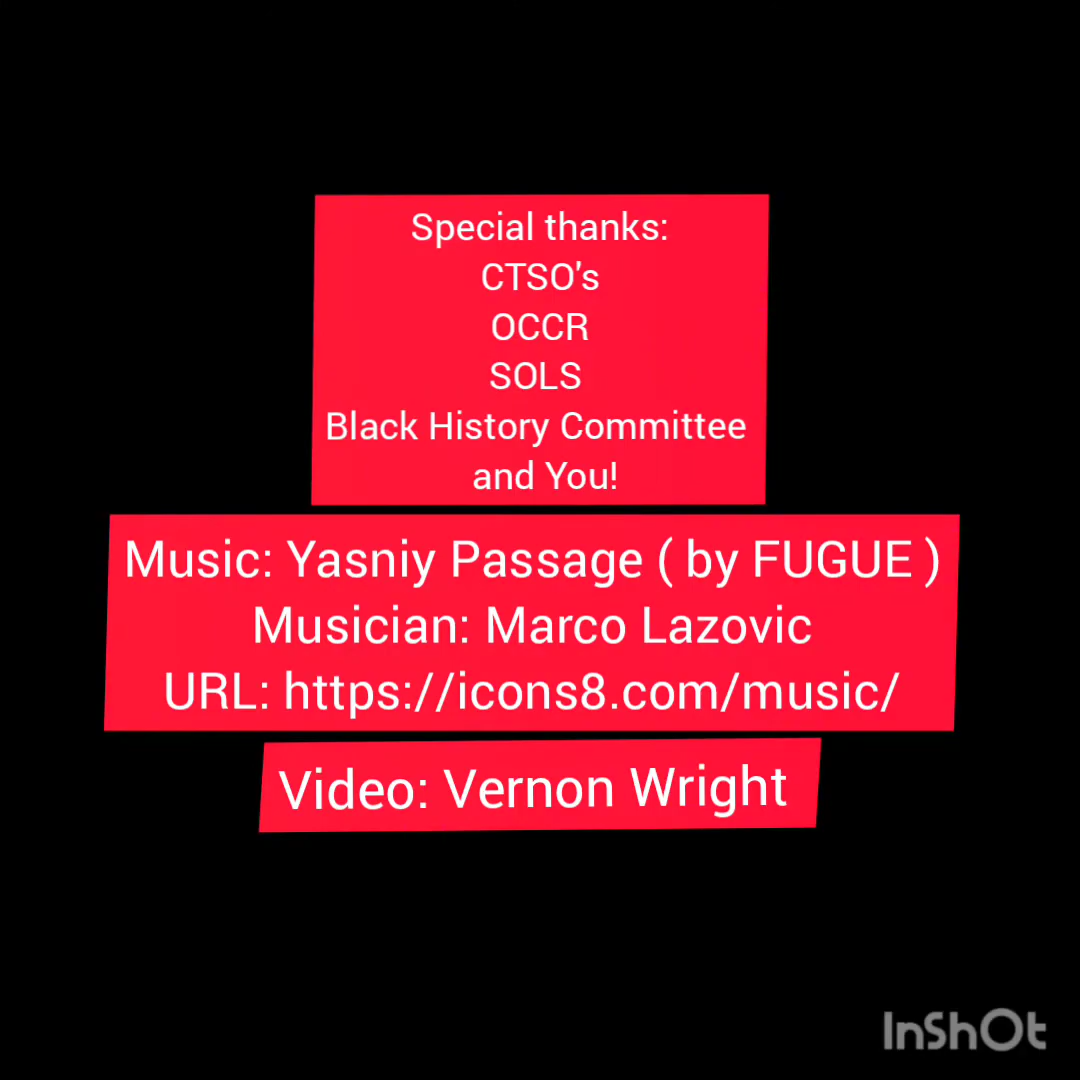 Special thanks:
CTSO's
OCCR
SOLS
Black History Committee
and You!
Music: Yasniy Passage ( by FUGUE )
Musician: Marco Lazovic
URL: https://icons8.com/music/
Video: Vernon Wright
InShOt